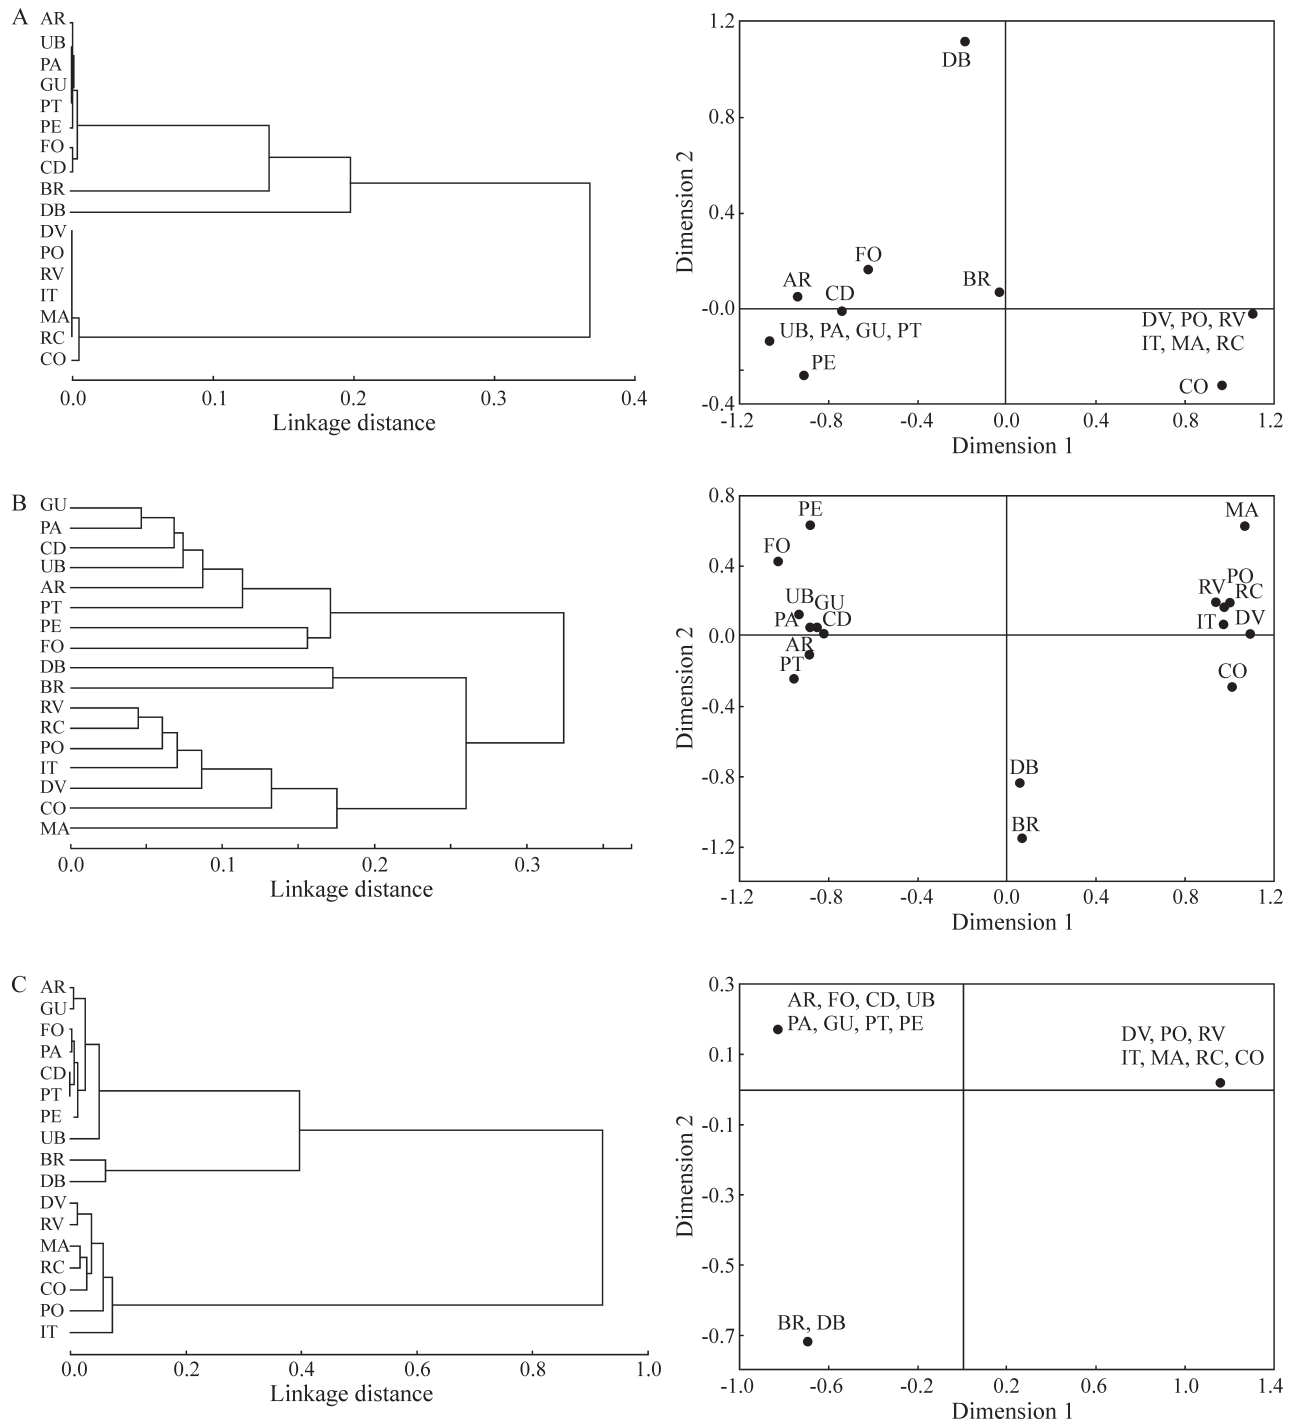 A
AR
UB
PA
GU
PT
PE
FO
CD
BR
DB
DV
PO
RV
IT
MA
RC
CO
0.0 0.1 0.2 0.3 0.4
Linkage distance
1.2
0.8
0.4
-0.0
-0.4
Dimension 2
DB
FO
BR
AR
CD
UB, PA, GU, PT
PE
DV, PO, RV
IT, MA, RC
CO
-1.2 -0.8 -0.4 0.0 0.4 0.8 1.2
Dimension 1
B
GU
PA
CD
UB
AR
PT
PE
FO
DB
BR
RV
RC
PO
IT
DV
CO
MA
0.0 0.1 0.2 0.3
Linkage distance
0.8
0.4
0.0
-0.4
-0.8
-1.2
Dimension 2
PE
MA
FO
PO
RV
RC
UB
GU
PA
CD
IT
DV
AR
PT
CO
DB
BR
-1.2 -0.8 -0.4 0.0 0.4 0.8 1.2
Dimension 1
C
AR
GU
FO
PA
CD
PT
PE
UB
BR
DB
DV
RV
MA
RC
CO
PO
IT
0.0 0.2 0.4 0.6 0.8 1.0
Linkage distance
0.3
0.1
-0.1
-0.3
-0.5
-0.7
Dimension 2
AR, FO, CD, UB
PA, GU, PT, PE
DV, PO, RV
IT, MA, RC, CO
BR, DB
-1.0 -0.6 -0.2 0.2 0.6 1.0 1.4
Dimension 1